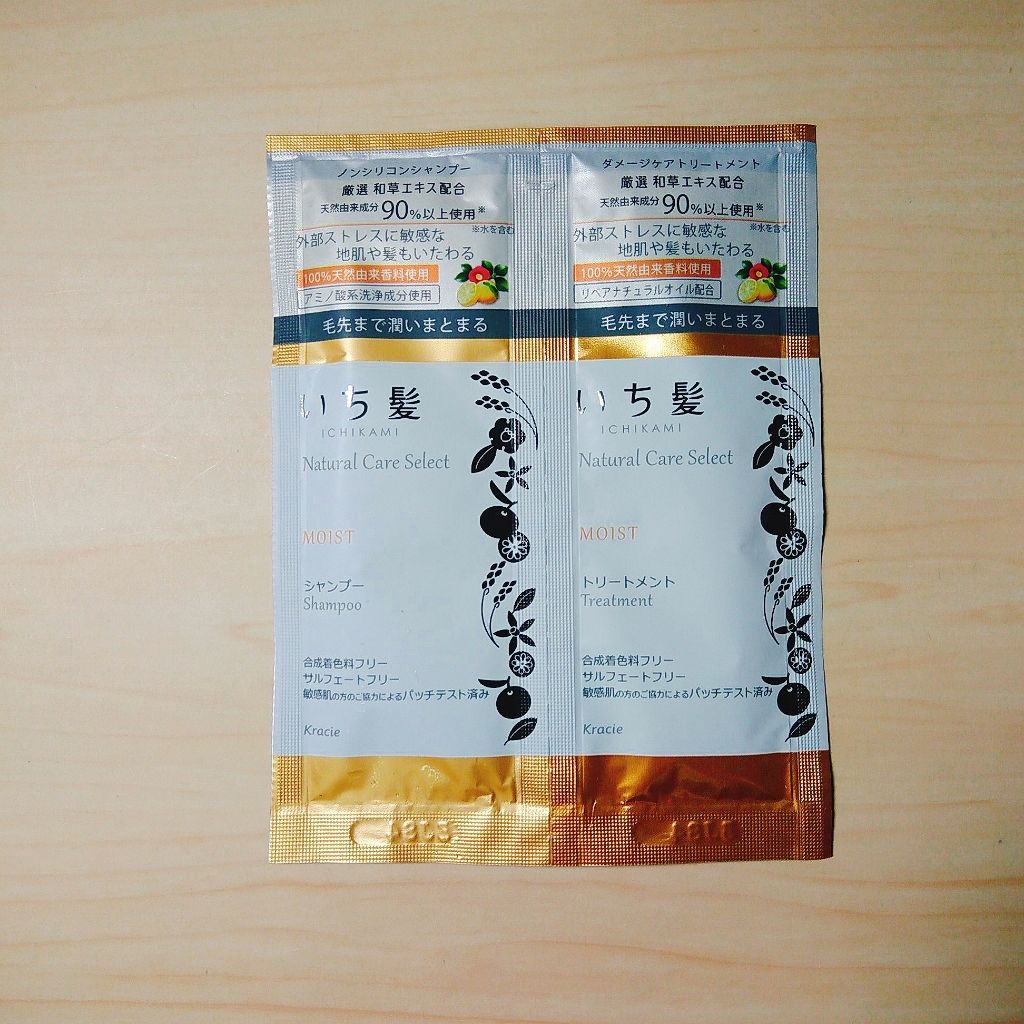 ノンシリコンシャンプー
厳選 和草エキス配合
天然由来成分90%以上使用※
※水を含む
外部ストレスに敏感な
地肌や髪もいたわる
100%天然由来香料使用
アミノ酸系洗浄成分使用
毛先まで潤いまとまる
いち髪
ICHIKAMI
Natural Care Select
MOIST
シャンプー
Shampoo
合成着色料フリー
サルフェートフリー
敏感肌の方のご協力によるパッチテスト済み
Kracie
ダメージケアトリートメント
厳選 和草エキス配合
天然由来成分90%以上使用※
※水を含む
外部ストレスに敏感な
地肌や髪もいたわる
100%天然由来香料使用
リペアナチュラルオイル配合
毛先まで潤いまとまる
いち髪
ICHIKAMI
Natural Care Select
MOIST
トリートメント
Treatment
合成着色料フリー
サルフェートフリー
敏感肌の方のご協力によるパッチテスト済み
Kracie